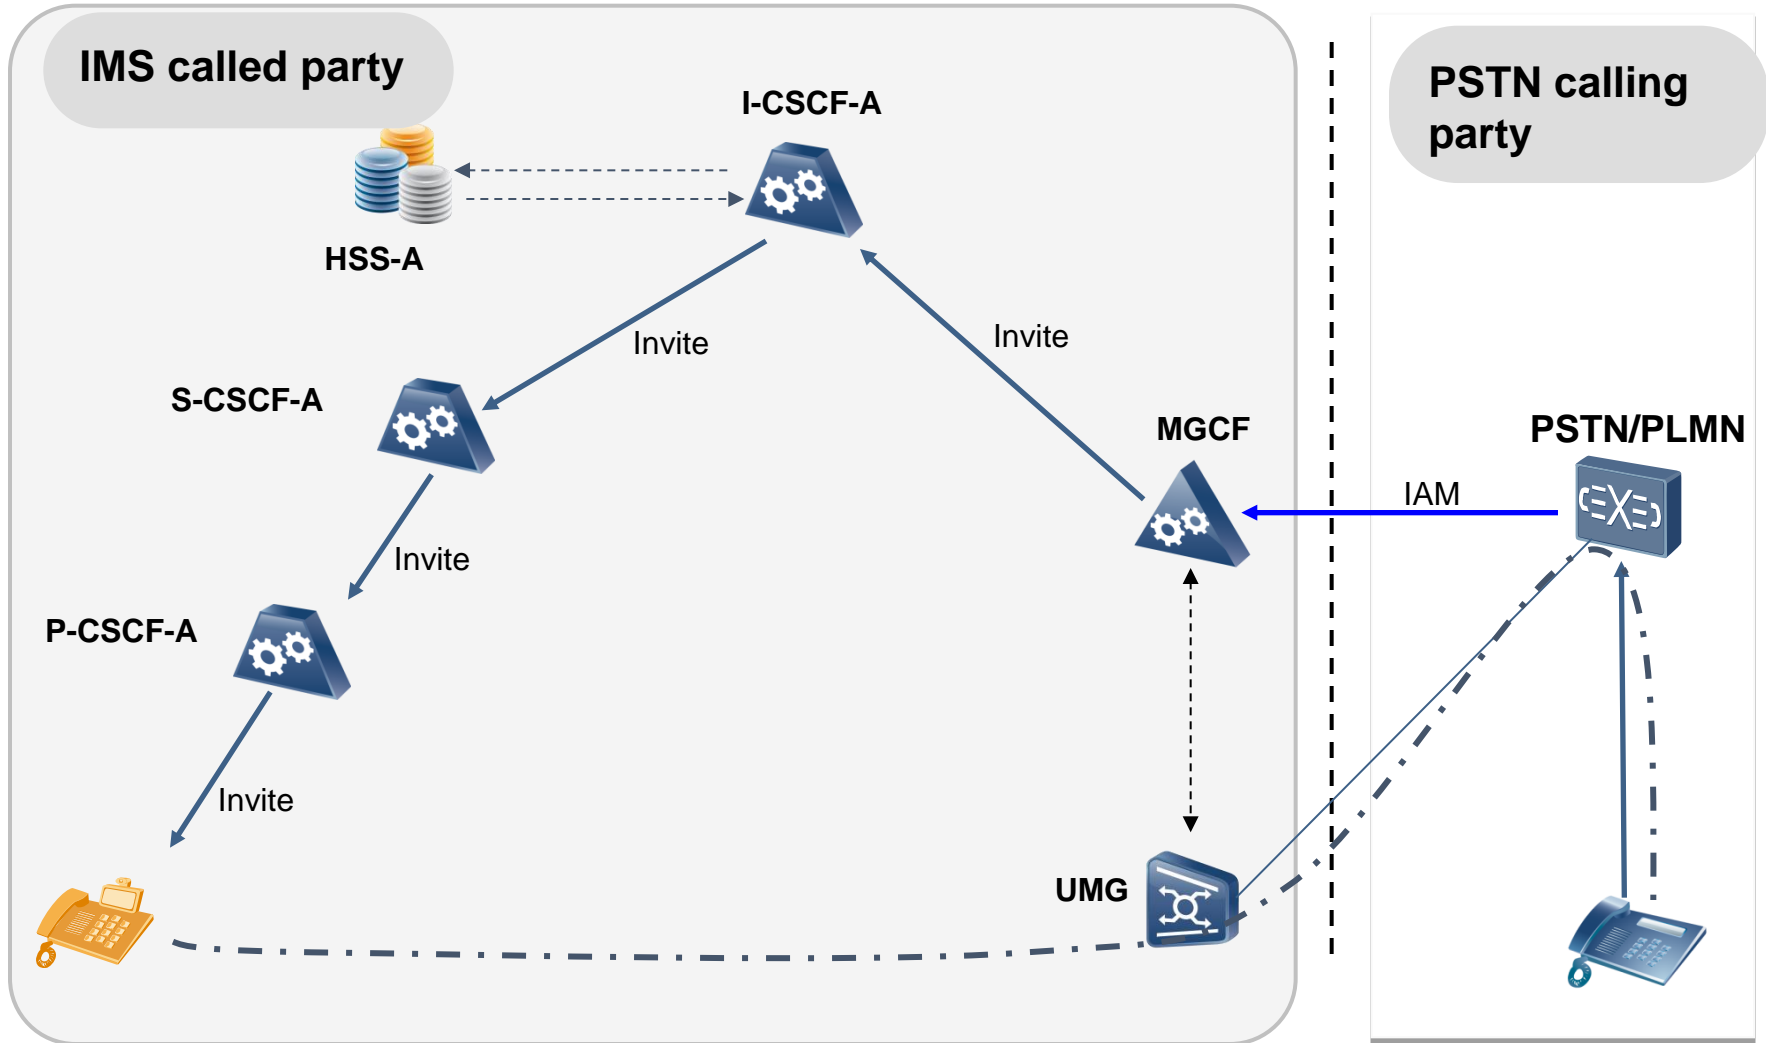 IMS called party
PSTN calling
party
I-CSCF-A
HSS-A
Invite
Invite
S-CSCF-A
MGCF
PSTN/PLMN
IAM
Invite
P-CSCF-A
Invite
UMG